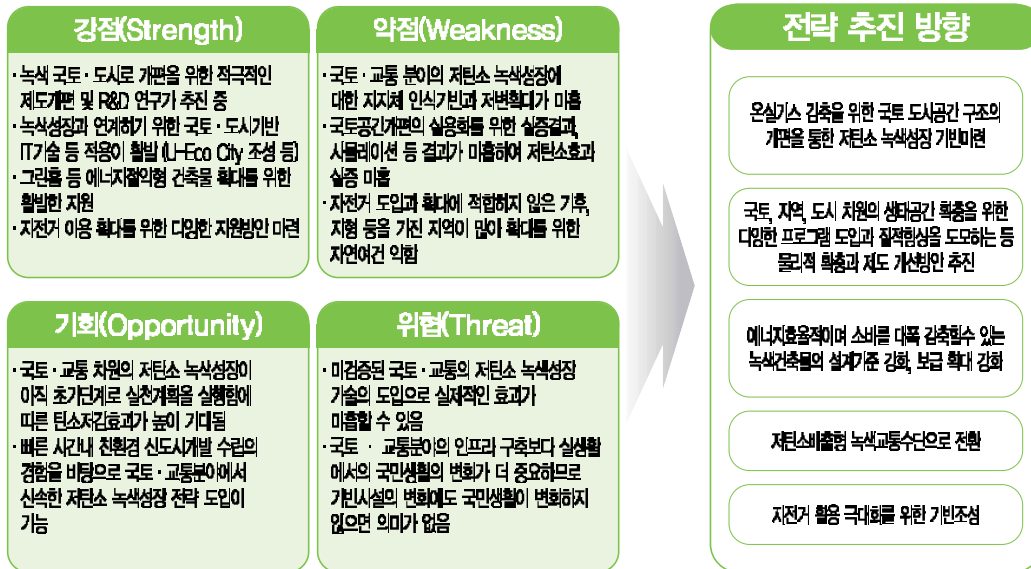 강점(Strength)
· 녹색 국토 · 도시로 개편을 위한 적극적인
제도개편 및 R&D 연구가 추진 중
· 녹색성장과 연계하기 위한 국토 · 도시기반
IT기술 등 적용이 활발 (U-Eco City 조성 등)
· 그린홈 등 에너지절약형 건축물 확대를 위한
활발한 지원
· 자전거 이용 확대를 위한 다양한 지원방안 마련
약점(Weakness)
· 국토 · 교통 분야의 저탄소 녹색성장에
대한 지자체 인식기반과 저변확대가 미흡
· 국토공간개편의 실용화를 위한 실증결과,
시뮬레이션 등 결과가 미흡하여 저탄소효과
실증 미흡
· 자전거 도입과 확대에 적합하지 않은 기후,
지형 등을 가진 지역이 많아 확대를 위한
자연여건 약함
기회(Opportunity)
· 국토 · 교통 차원의 저탄소 녹색성장이
아직 초기단계로 실천계획을 실행함에
따른 탄소저감효과가 높이 기대됨
· 빠른 시간내 친환경 신도시개발 수립의
경험을 바탕으로 국토 · 교통분야에서
신속한 저탄소 녹색성장 전략 도입이
가능
위협(Threat)
· 미검증된 국토 · 교통의 저탄소 녹색성장
기술의 도입으로 실제적인 효과가
미흡할 수 있음
· 국토 · 교통분야의 인프라 구축보다 실생활
에서의 국민생활의 변화가 더 중요하므로
기반시설의 변화에도 국민생활이 변화하지
않으면 의미가 없음
전략 추진 방향
온실가스 감축을 위한 국토 도시공간 구조의
개편을 통한 저탄소 녹색성장 기반마련
국토, 지역, 도시 차원의 생태공간 확충을 위한
다양한 프로그램 도입과 질적향상을 도모하는 등
물리적 확충과 제도 개선방안 추진
에너지효율적이며 소비를 대폭 감축할수 있는
녹색건축물의 설계기준 강화, 보급 확대 강화
저탄소배출형 녹색교통수단으로 전환
자전거 활용 극대화를 위한 기반조성